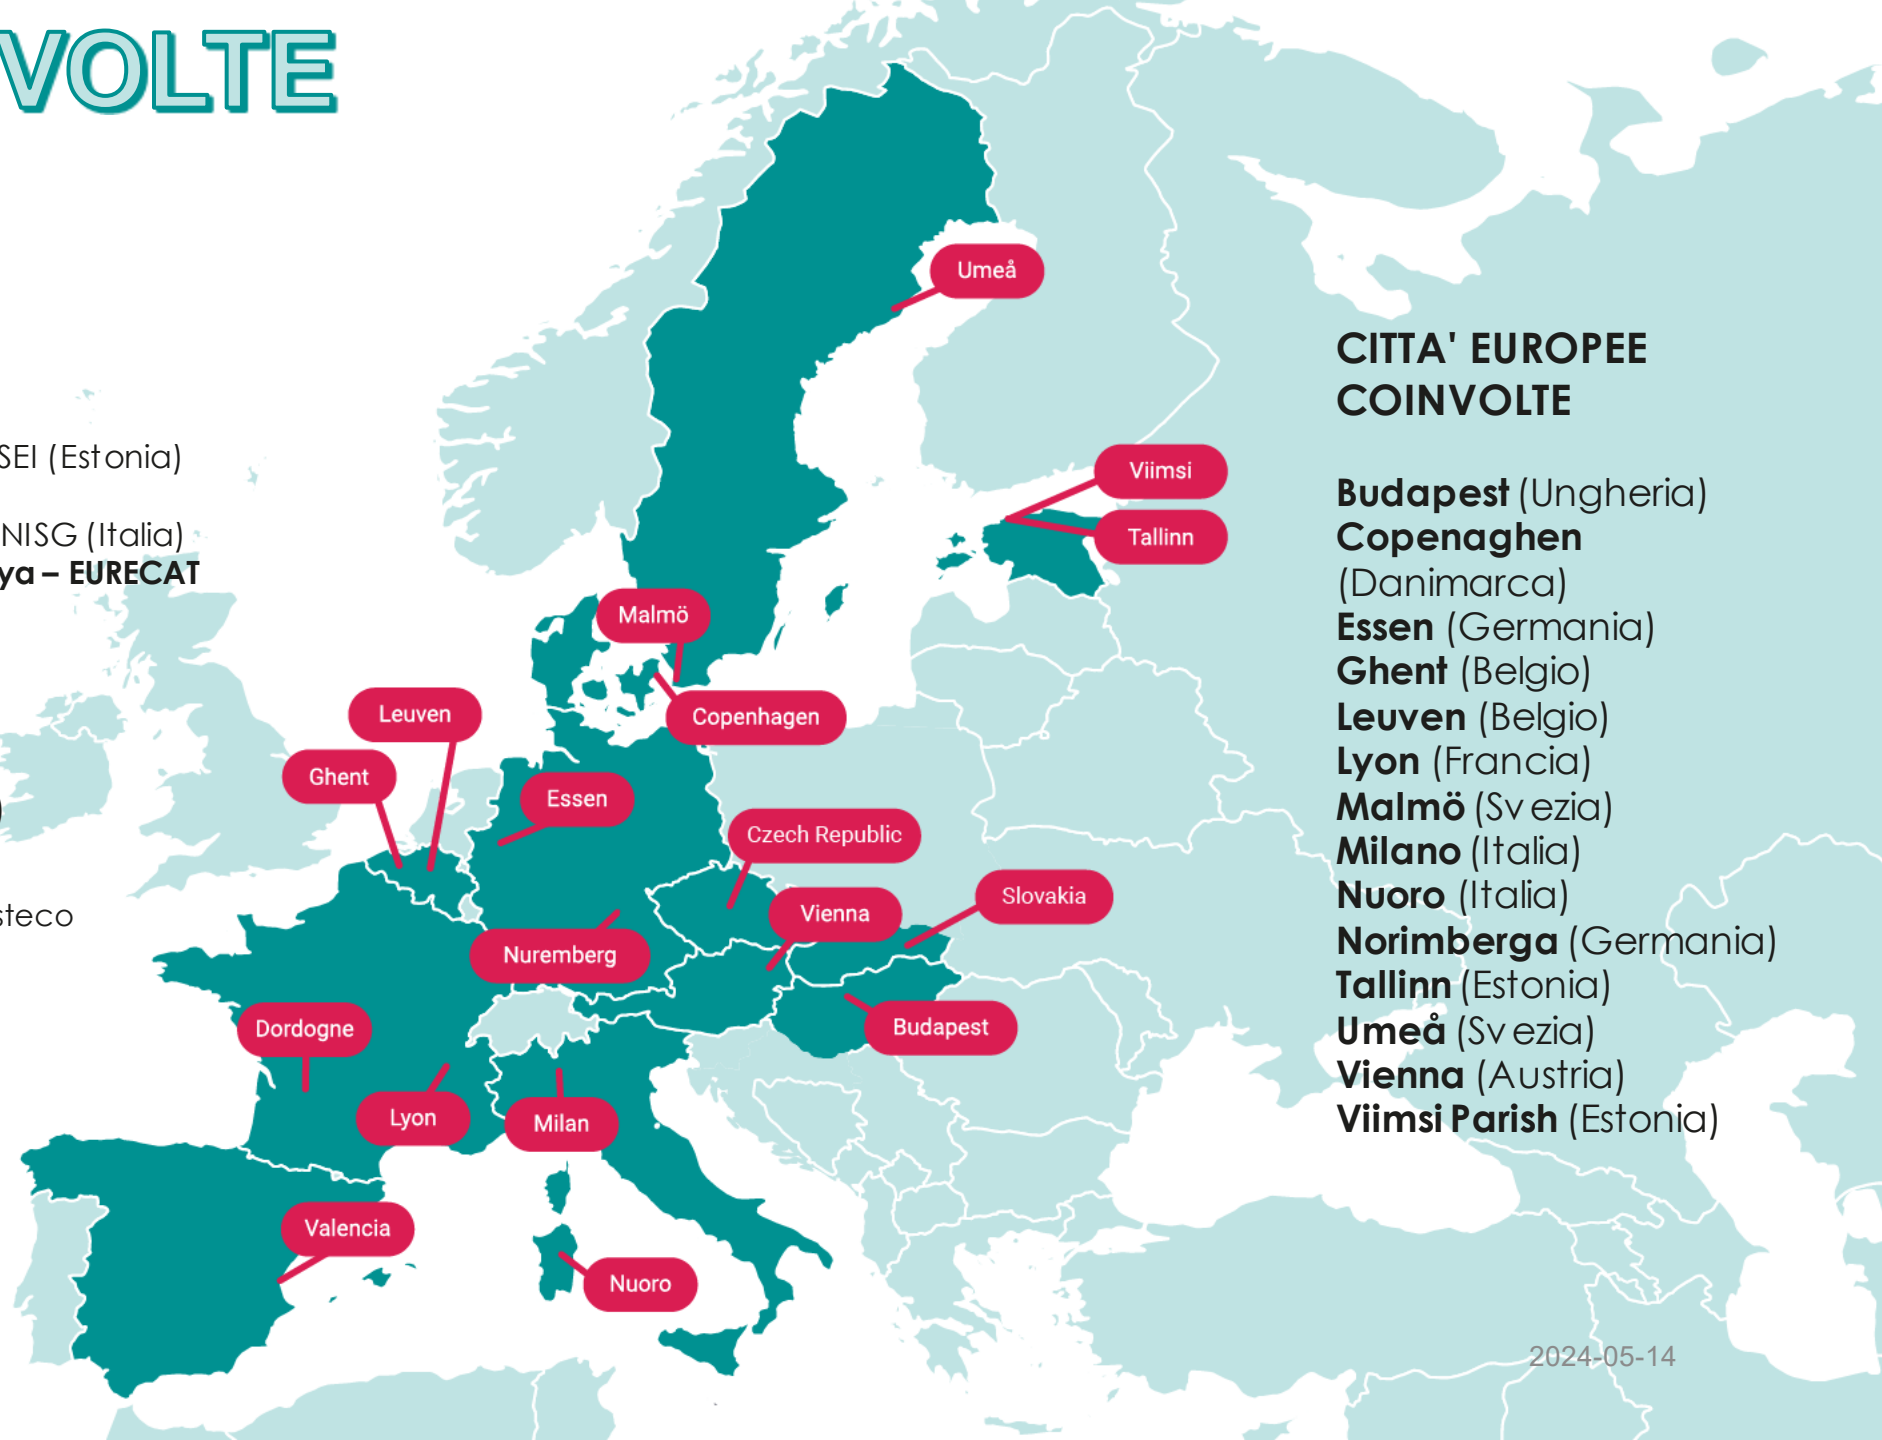 VOLTE
SEI (Estonia)
NISG (Italia)
ya – EURECAT
)
steco
Umeå
Viimsi
Tallinn
Malmö
Copenhagen
Leuven
Ghent
Essen
Czech Republic
Slovakia
Vienna
Nuremberg
Budapest
Dordogne
Lyon
Milan
Valencia
Nuoro
CITTA' EUROPEE
COINVOLTE
Budapest (Ungheria)
Copenaghen
(Danimarca)
Essen (Germania)
Ghent (Belgio)
Leuven (Belgio)
Lyon (Francia)
Malmö (Svezia)
Milano (Italia)
Nuoro (Italia)
Norimberga (Germania)
Tallinn (Estonia)
Umeå (Svezia)
Vienna (Austria)
Viimsi Parish (Estonia)
2024-05-14